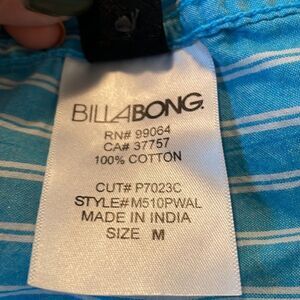 BILLABONG.
RN# 99064
CA# 37757
100% COTTON
CUT# P7023C
STYLE# M510PWAL
MADE IN INDIA
SIZE M